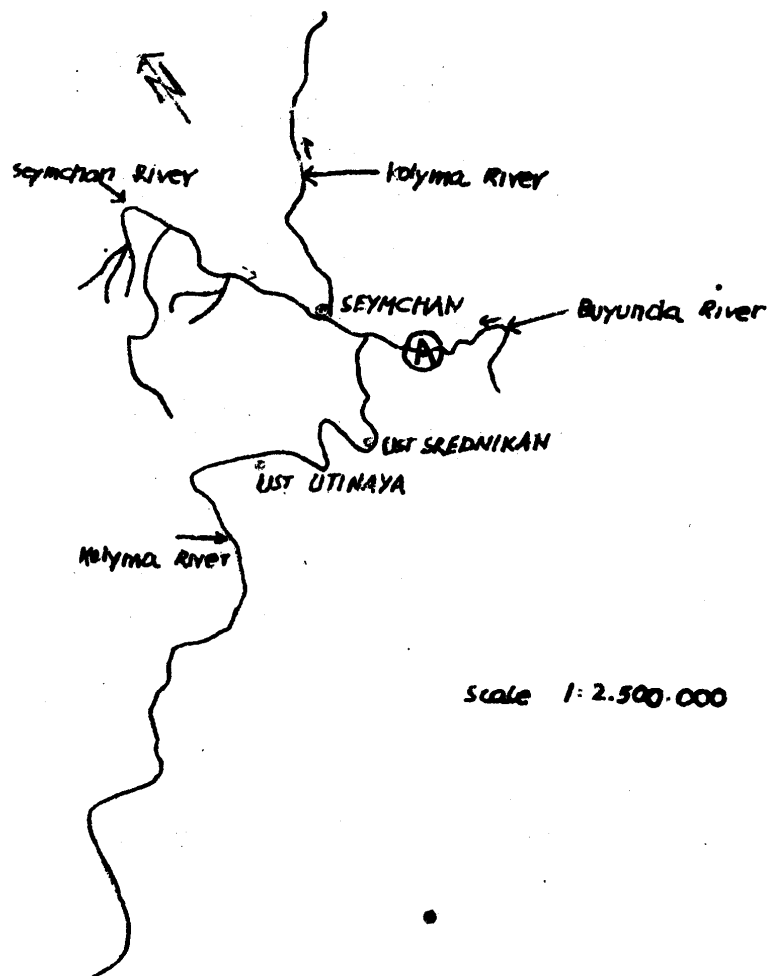 N
Seymchan River
Kolyma River
SEYMCHAN
Buyunda River
A
UST SREDNIKAN
UST UTINAYA
Kolyma River
Scale 1:2.500.000